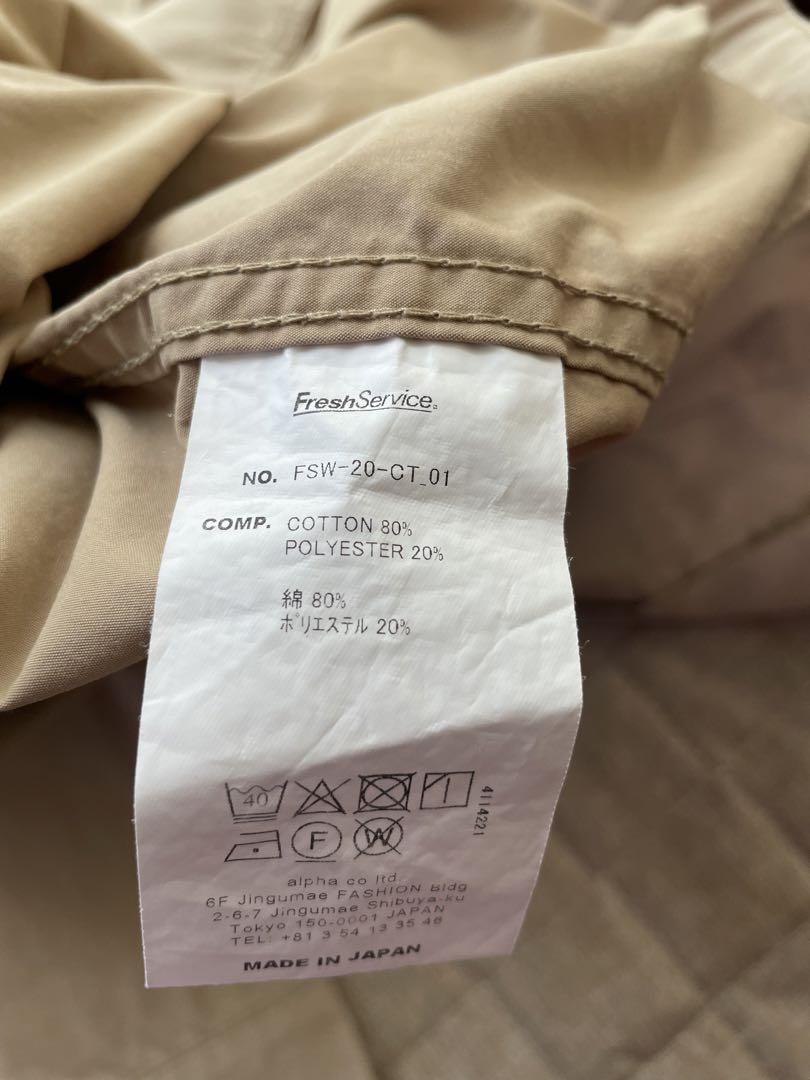 FreshService®
NO. FSW-20-CT_01
COMP. COTTON 80%
POLYESTER 20%
綿 80%
ポリエステル 20%
40
4114221
F W
alpha co ltd.
6F Jingumae FASHION Bldg
2-6-7 Jingumae Shibuya-ku
Tokyo 150-0001 JAPAN
TEL: +81 3 54 13 35 46
MADE IN JAPAN